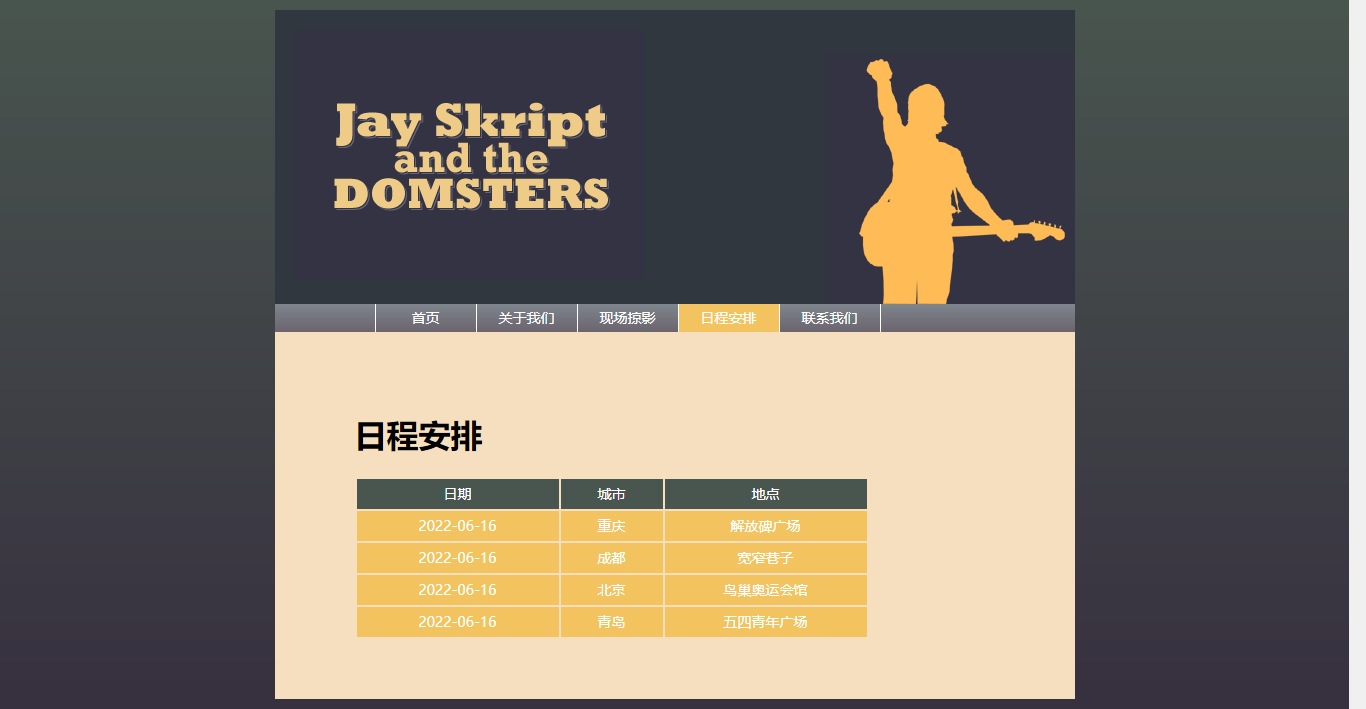 Jay Skript
and the
DOMSTERS
首页 关于我们 现场掠影 日程安排 联系我们
日程安排
日期 城市 地点
2022-06-16 重庆 解放碑广场
2022-06-16 成都 宽窄巷子
2022-06-16 北京 鸟巢奥运会馆
2022-06-16 青岛 五四青年广场